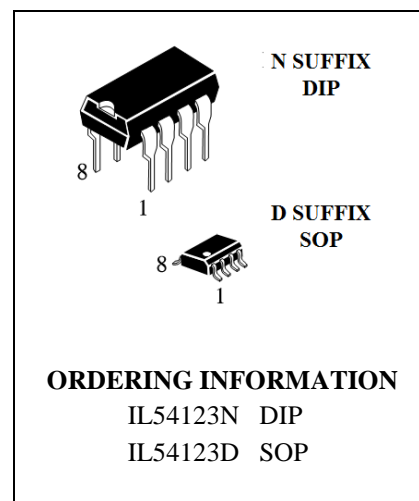 N SUFFIX
DIP
8
1
D SUFFIX
SOP
8
1
ORDERING INFORMATION
IL54123N DIP
IL54123D SOP